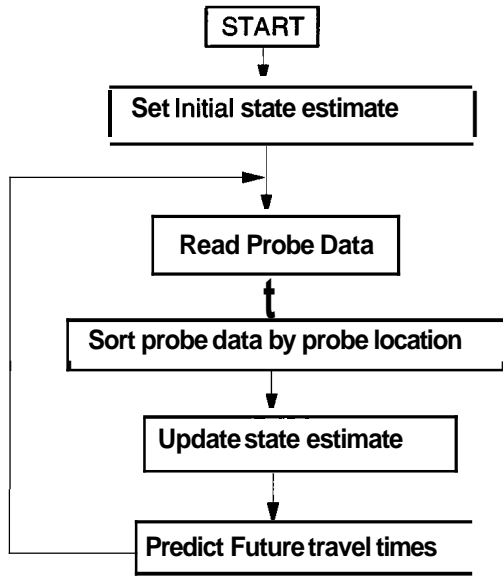 START
Set Initial state estimate
Read Probe Data
t
Sort probe data by probe location
Update state estimate
Predict Future travel times